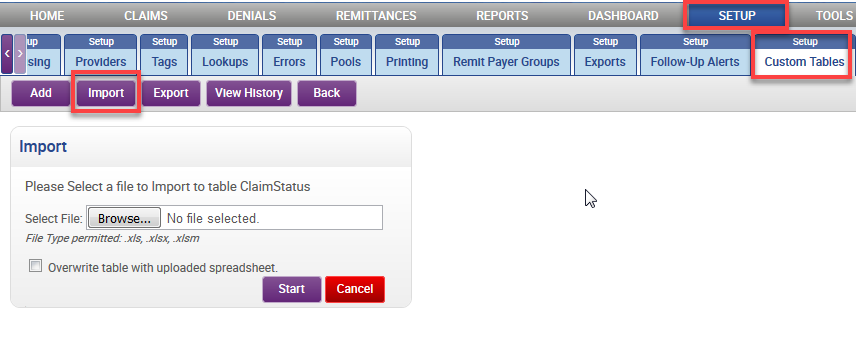 HOME CLAIMS DENIALS REMITTANCES REPORTS DASHBOARD SETUP TOOLS
up Setup Setup Setup Setup Setup Setup Setup Setup Setup Setup
sing Providers Tags Lookups Errors Pools Printing Remit Payer Groups Exports Follow-Up Alerts Custom Tables
Add Import Export View History Back
Import
Please Select a file to Import to table ClaimStatus
Select File: Browse... No file selected.
File Type permitted: .xls, .xlsx, .xlsm
Overwrite table with uploaded spreadsheet.
Start Cancel